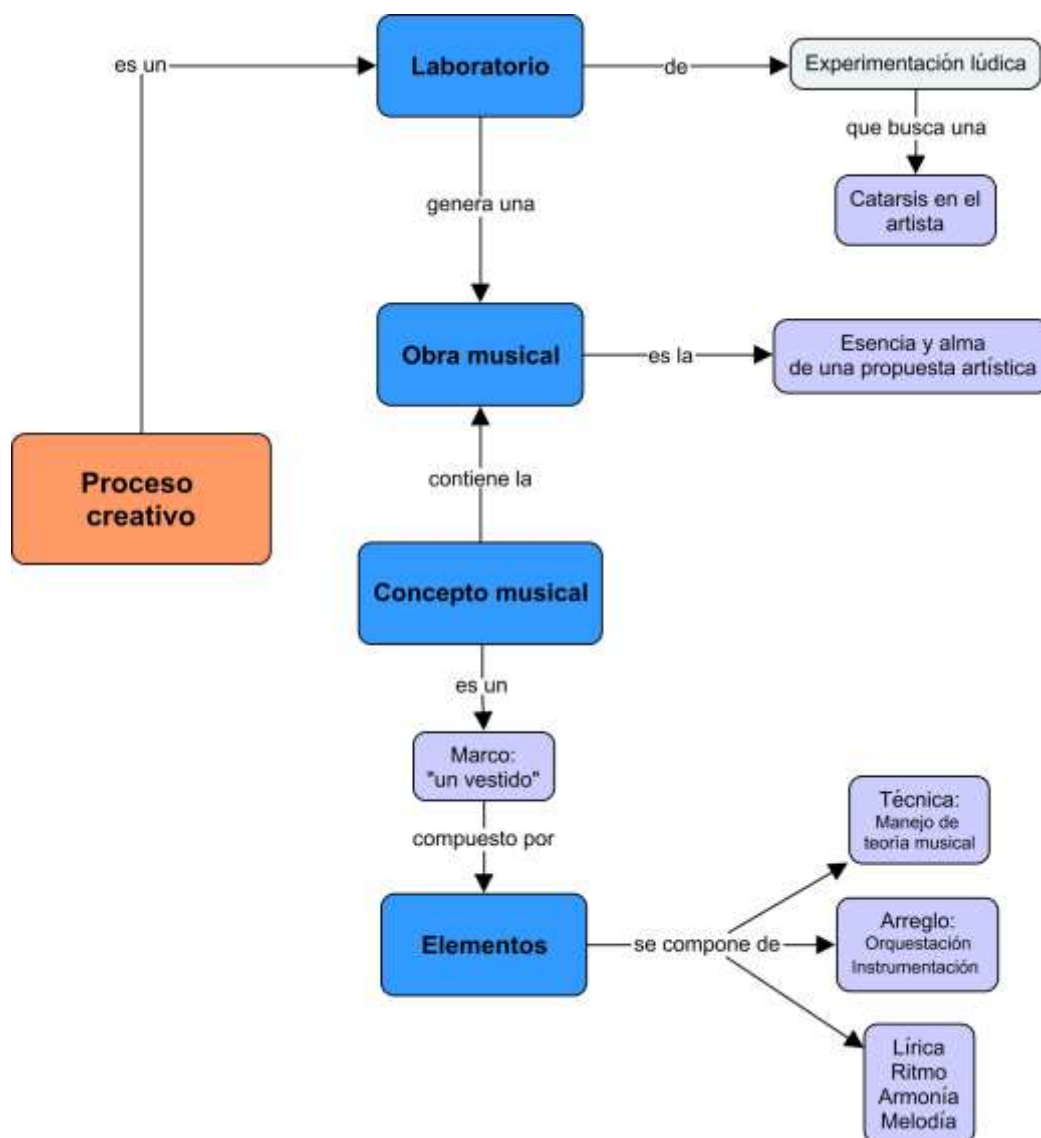 es un
Laboratorio
de
Experimentación lúdica
que busca una
Catarsis en el
artista
genera una
Obra musical
es la
Esencia y alma
de una propuesta artística
Proceso
creativo
contiene la
Concepto musical
es un
Marco:
"un vestido"
compuesto por
Elementos
se compone de
Técnica:
Manejo de
teoria musical
Arreglo:
Orquestación
Instrumentación
Lírica
Ritmo
Armonía
Melodía